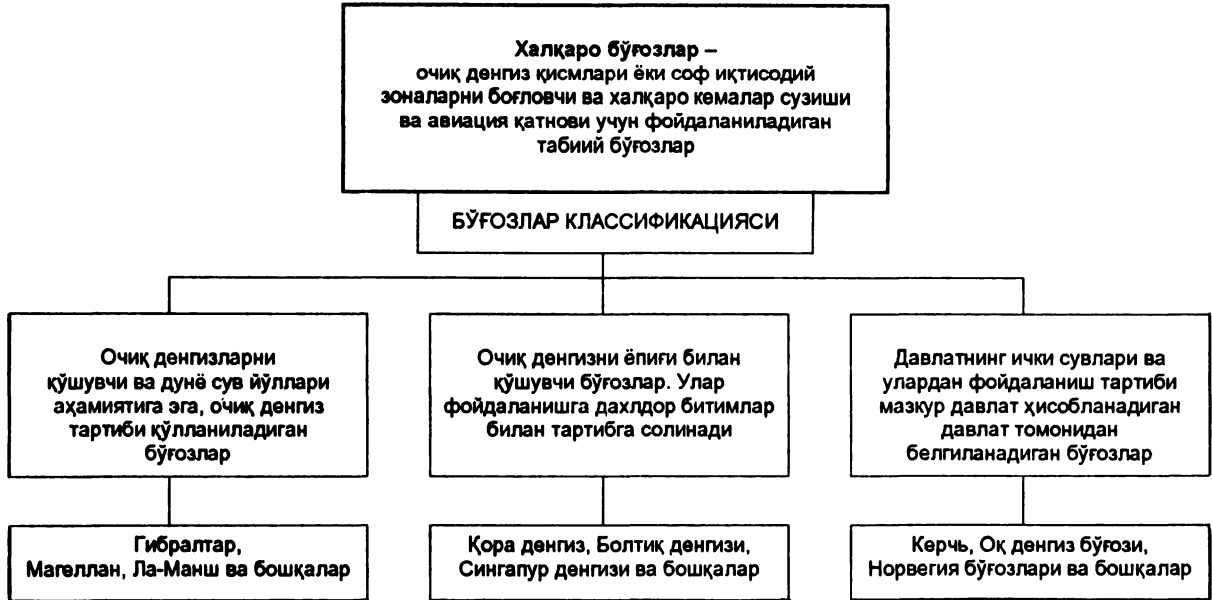 Халқаро бўғозлар –
очиқ денгиз қисмлари ёки соф иқтисодий
зоналарни боғловчи ва халқаро кемалар сузиши
ва авиация қатнови учун фойдаланиладиган
табиий бўғозлар
БЎҒОЗЛАР КЛАССИФИКАЦИЯСИ
Очиқ денгизларни
қўшувчи ва дунё сув йўллари
аҳамиятига эга, очиқ денгиз
тартиби қўлланиладиган
бўғозлар
Очиқ денгизни ёпиғи билан
қўшувчи бўғозлар. Улар
фойдаланишга дахлдор битимлар
билан тартибга солинади
Давлатнинг ички сувлари ва
улардан фойдаланиш тартиби
мазкур давлат ҳисобланадиган
давлат томонидан
белгиланадиган бўғозлар
Гибралтар,
Магеллан, Ла-Манш ва бошқалар
Қора денгиз, Болтиқ денгизи,
Сингапур денгизи ва бошқалар
Керчь, Оқ денгиз бўғози,
Норвегия бўғозлари ва бошқалар